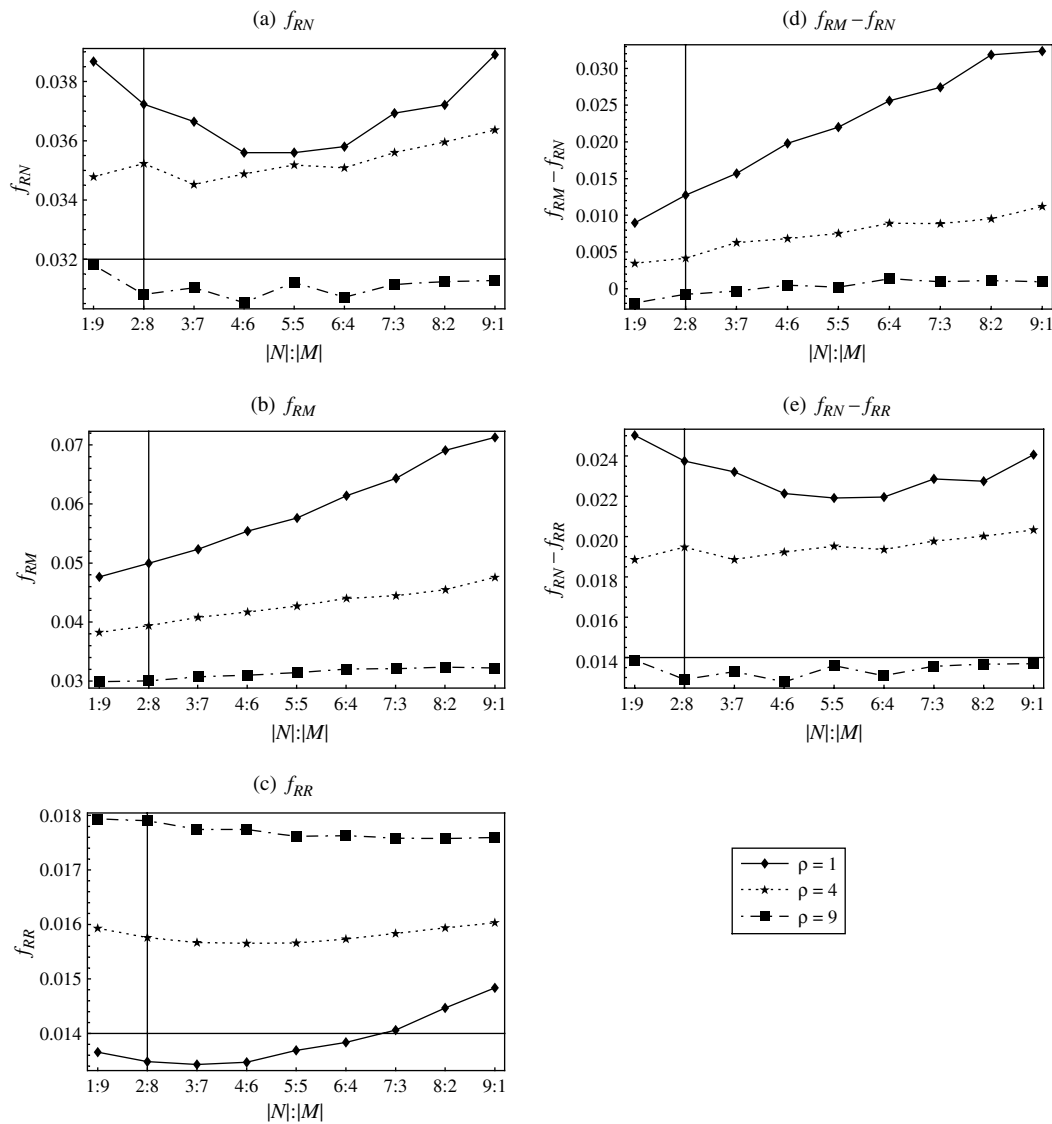 (a) f_RN
0.038
0.036
0.034
0.032
f_RN
1:9 2:8 3:7 4:6 5:5 6:4 7:3 8:2 9:1
|N|:|M|
(d) f_RM − f_RN
0.030
0.025
0.020
0.015
0.010
0.005
0
f_RM − f_RN
1:9 2:8 3:7 4:6 5:5 6:4 7:3 8:2 9:1
|N|:|M|
(b) f_RM
0.07
0.06
0.05
0.04
0.03
f_RM
1:9 2:8 3:7 4:6 5:5 6:4 7:3 8:2 9:1
|N|:|M|
(e) f_RN − f_RR
0.024
0.022
0.020
0.018
0.016
0.014
f_RN − f_RR
1:9 2:8 3:7 4:6 5:5 6:4 7:3 8:2 9:1
|N|:|M|
(c) f_RR
0.018
0.017
0.016
0.015
0.014
f_RR
1:9 2:8 3:7 4:6 5:5 6:4 7:3 8:2 9:1
|N|:|M|
ρ = 1
ρ = 4
ρ = 9